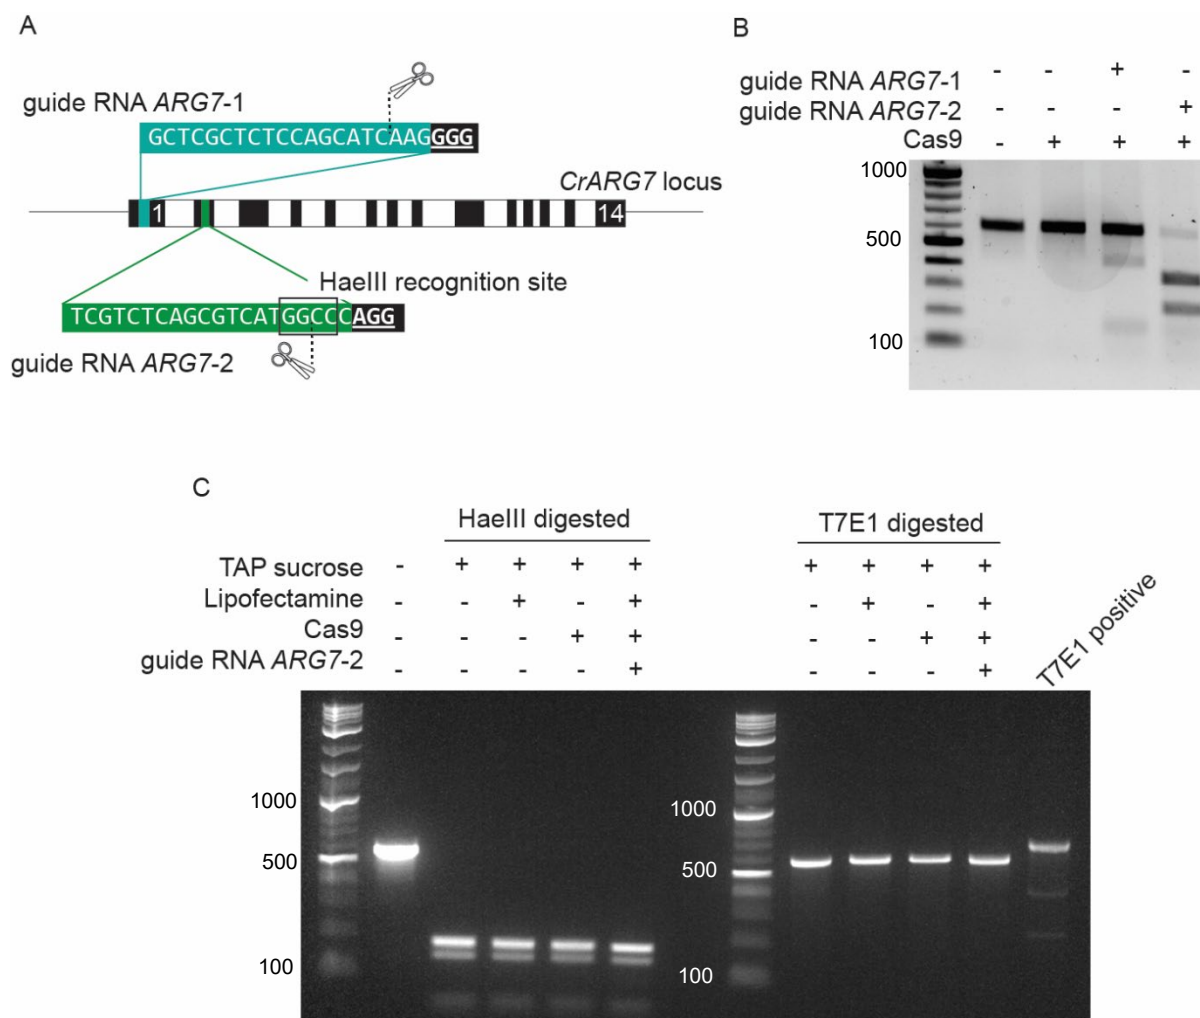 A
guide RNA ARG7-1
GCTCGCTCTCCAGCATCAAGGGG
CrARG7 locus
1 14
HaeIII recognition site
TCGTCTCAGCGTCATGGCCCAGG
guide RNA ARG7-2
B
guide RNA ARG7-1 - - + -
guide RNA ARG7-2 - - - +
Cas9 - + + +
1000
500
100
C
HaeIII digested T7E1 digested
TAP sucrose - + + + + + + + +
Lipofectamine - - + - + - + - +
Cas9 - - - + + - - + +
guide RNA ARG7-2 - - - - + - - - +
T7E1 positive
1000 1000
500 500
100 100